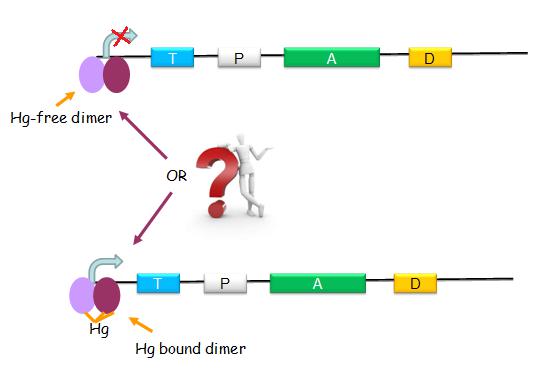 T P A D
Hg-free dimer
OR
?
T P A D
Hg
Hg bound dimer